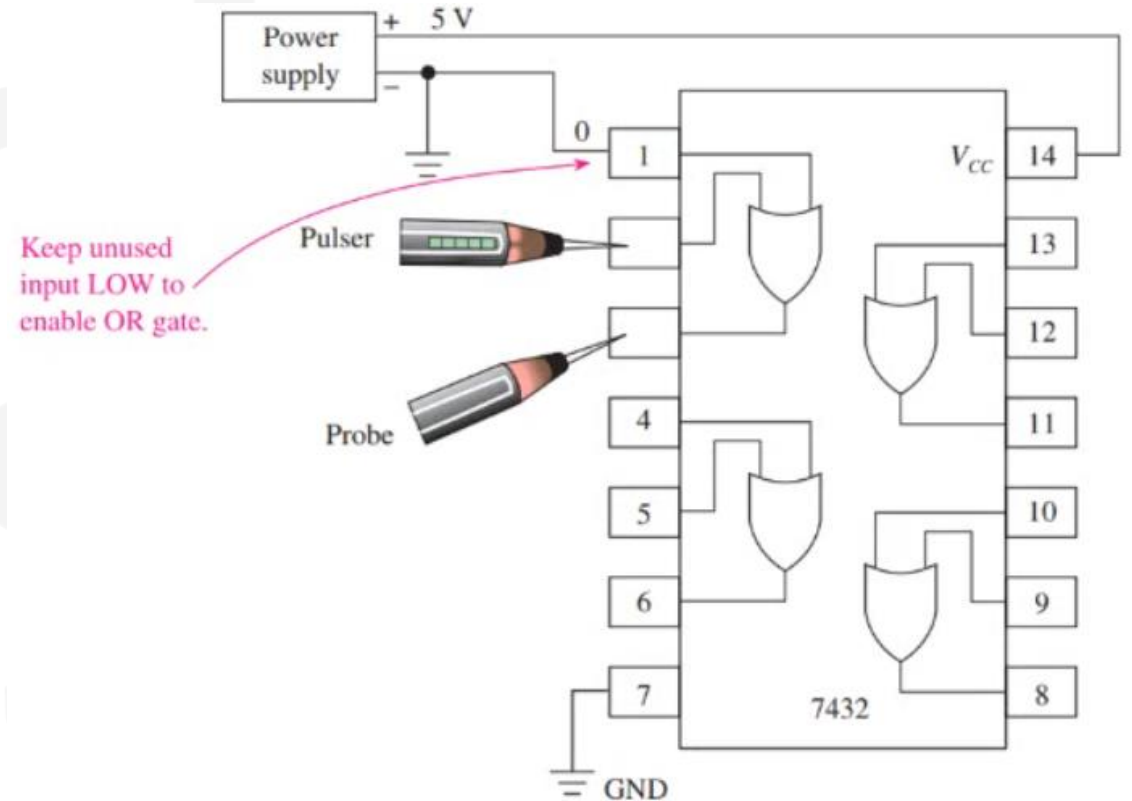 Power
supply
+ 5 V
−
0
1
Pulser
Keep unused
input LOW to
enable OR gate.
Probe
4
5
6
7
GND
V_CC 14
13
12
11
10
9
8
7432